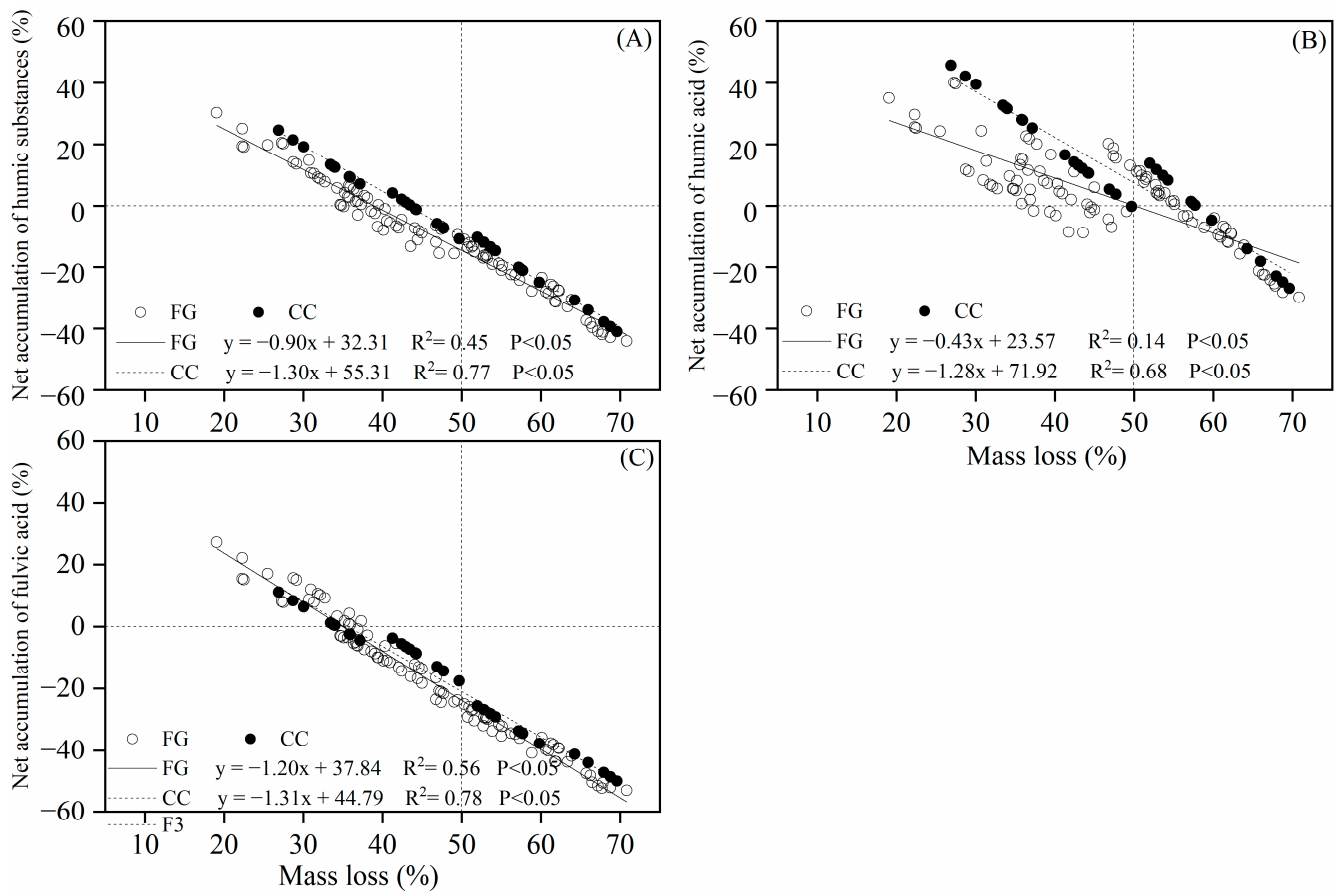 Net accumulation of humic substances (%)
60
40
20
0
−20
−40
−60
(A)
FG CC
FG y = −0.90x + 32.31 R²= 0.45 P<0.05
CC y = −1.30x + 55.31 R²= 0.77 P<0.05
10 20 30 40 50 60 70
Net accumulation of humic acid (%)
60
40
20
0
−20
−40
−60
(B)
FG CC
FG y = −0.43x + 23.57 R²= 0.14 P<0.05
CC y = −1.28x + 71.92 R²= 0.68 P<0.05
10 20 30 40 50 60 70
Mass loss (%)
Net accumulation of fulvic acid (%)
60
40
20
0
−20
−40
−60
(C)
FG CC
FG y = −1.20x + 37.84 R²= 0.56 P<0.05
CC y = −1.31x + 44.79 R²= 0.78 P<0.05
F3
10 20 30 40 50 60 70
Mass loss (%)